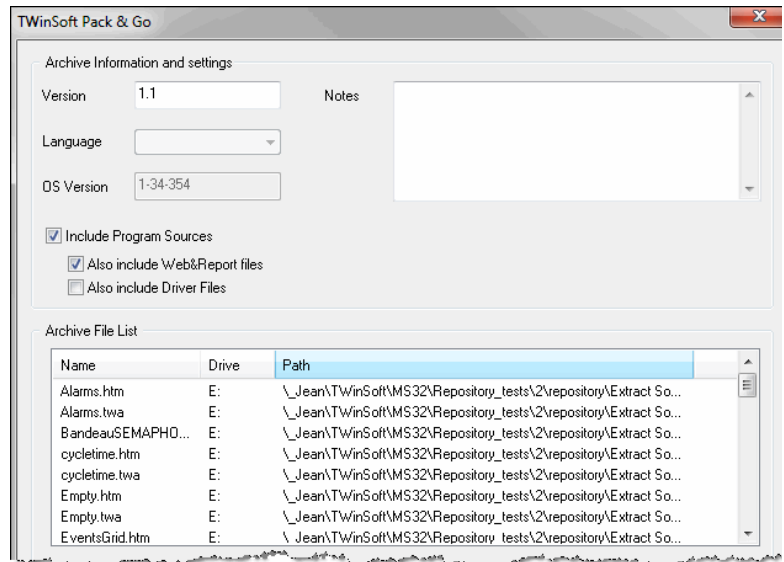 TWinSoft Pack & Go
Archive Information and settings
Version 1.1 Notes
Language
OS Version 1-34-354
Include Program Sources
Also include Web&Report files
Also include Driver Files
Archive File List
Name Drive Path
Alarms.htm E: \_Jean\TWinSoft\MS32\Repository_tests\2\repository\Extract So...
Alarms.twa E: \_Jean\TWinSoft\MS32\Repository_tests\2\repository\Extract So...
BandeauSEMAPHO... E: \_Jean\TWinSoft\MS32\Repository_tests\2\repository\Extract So...
cycletime.htm E: \_Jean\TWinSoft\MS32\Repository_tests\2\repository\Extract So...
cycletime.twa E: \_Jean\TWinSoft\MS32\Repository_tests\2\repository\Extract So...
Empty.htm E: \_Jean\TWinSoft\MS32\Repository_tests\2\repository\Extract So...
Empty.twa E: \_Jean\TWinSoft\MS32\Repository_tests\2\repository\Extract So...
EventsGrid.htm E: \_Jean\TWinSoft\MS32\Repository_tests\2\repository\Extract So...